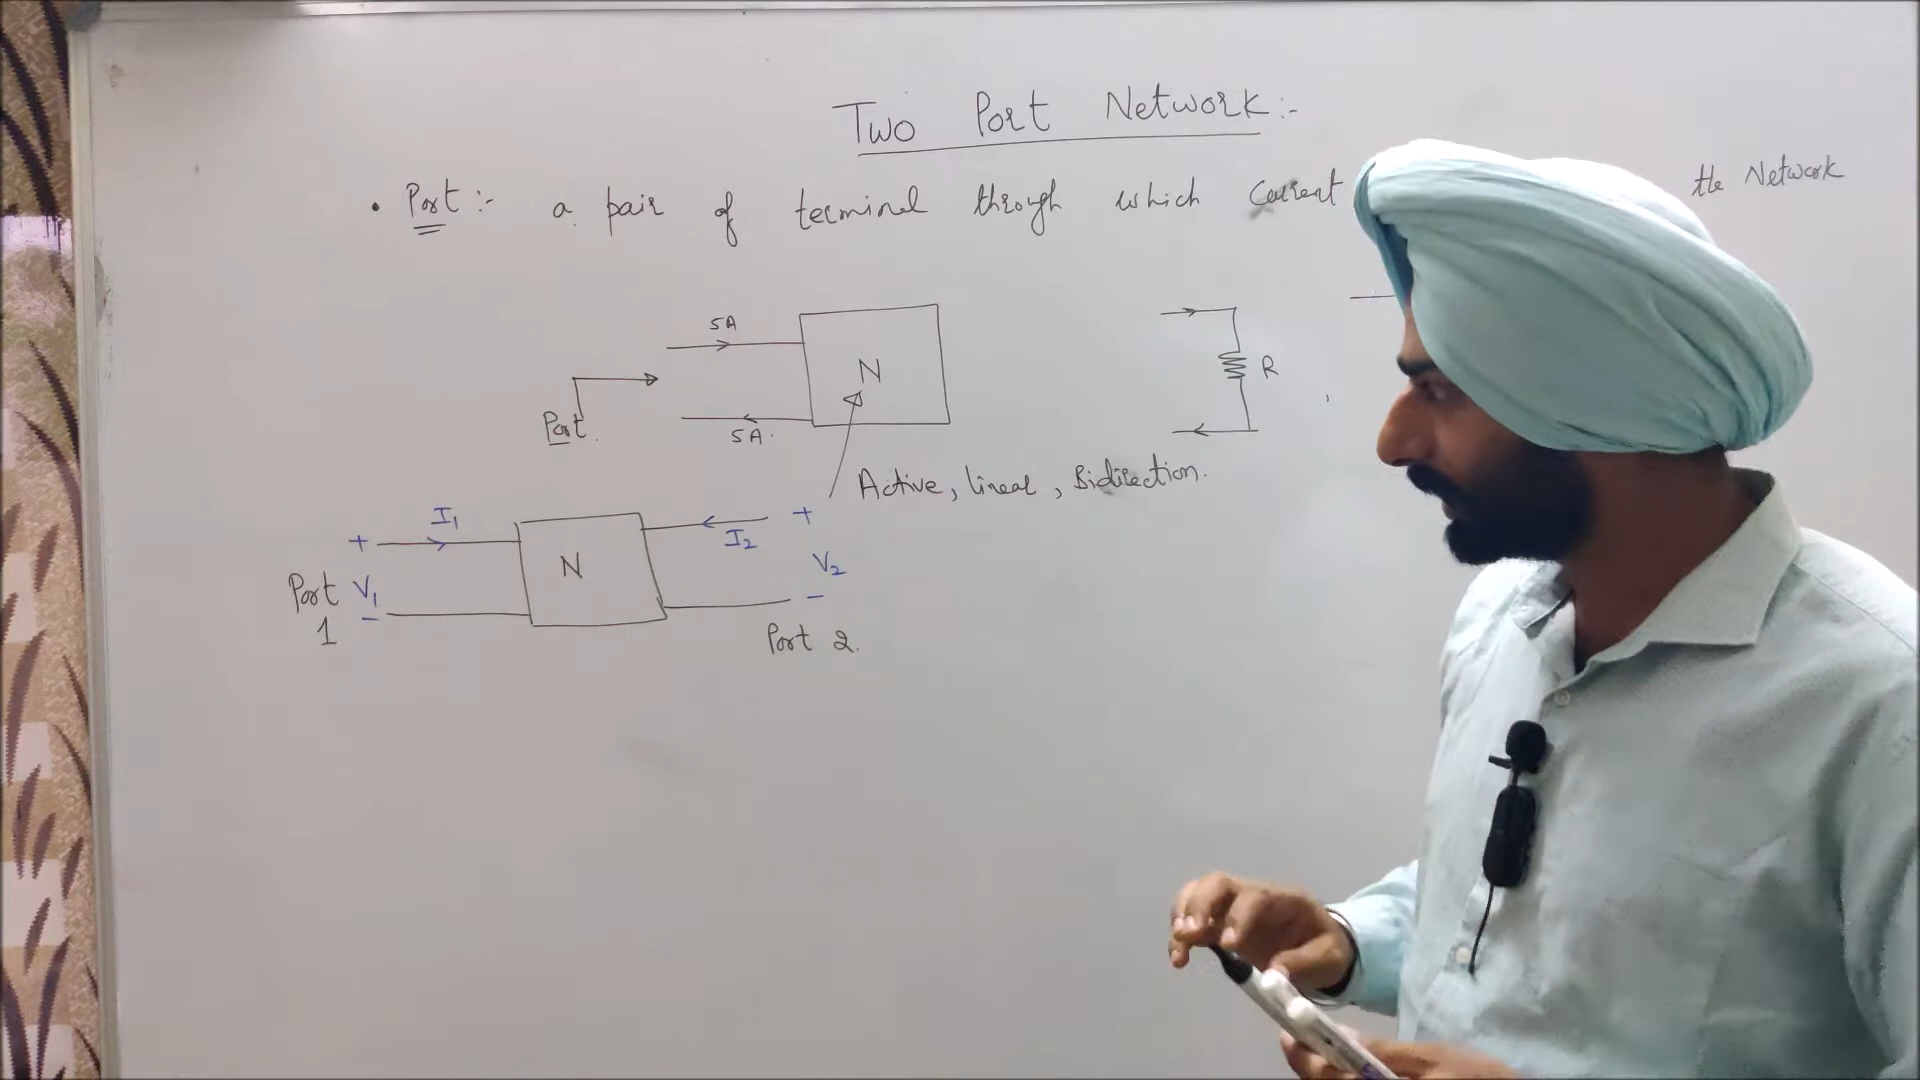 Two Port Network :-
• Port :- a pair of terminal through which Current the Network
5A
N
R
Port.
5A.
Active, linear, Bidirection.
+ I1 I2 +
N
Port V1 V2
1 - -
Port 2.